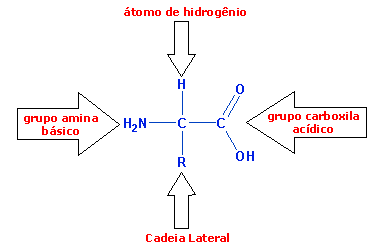 átomo de hidrogênio
H
O
grupo amina
básico
H₂N
C
C
grupo carboxila
acídico
OH
R
Cadeia Lateral